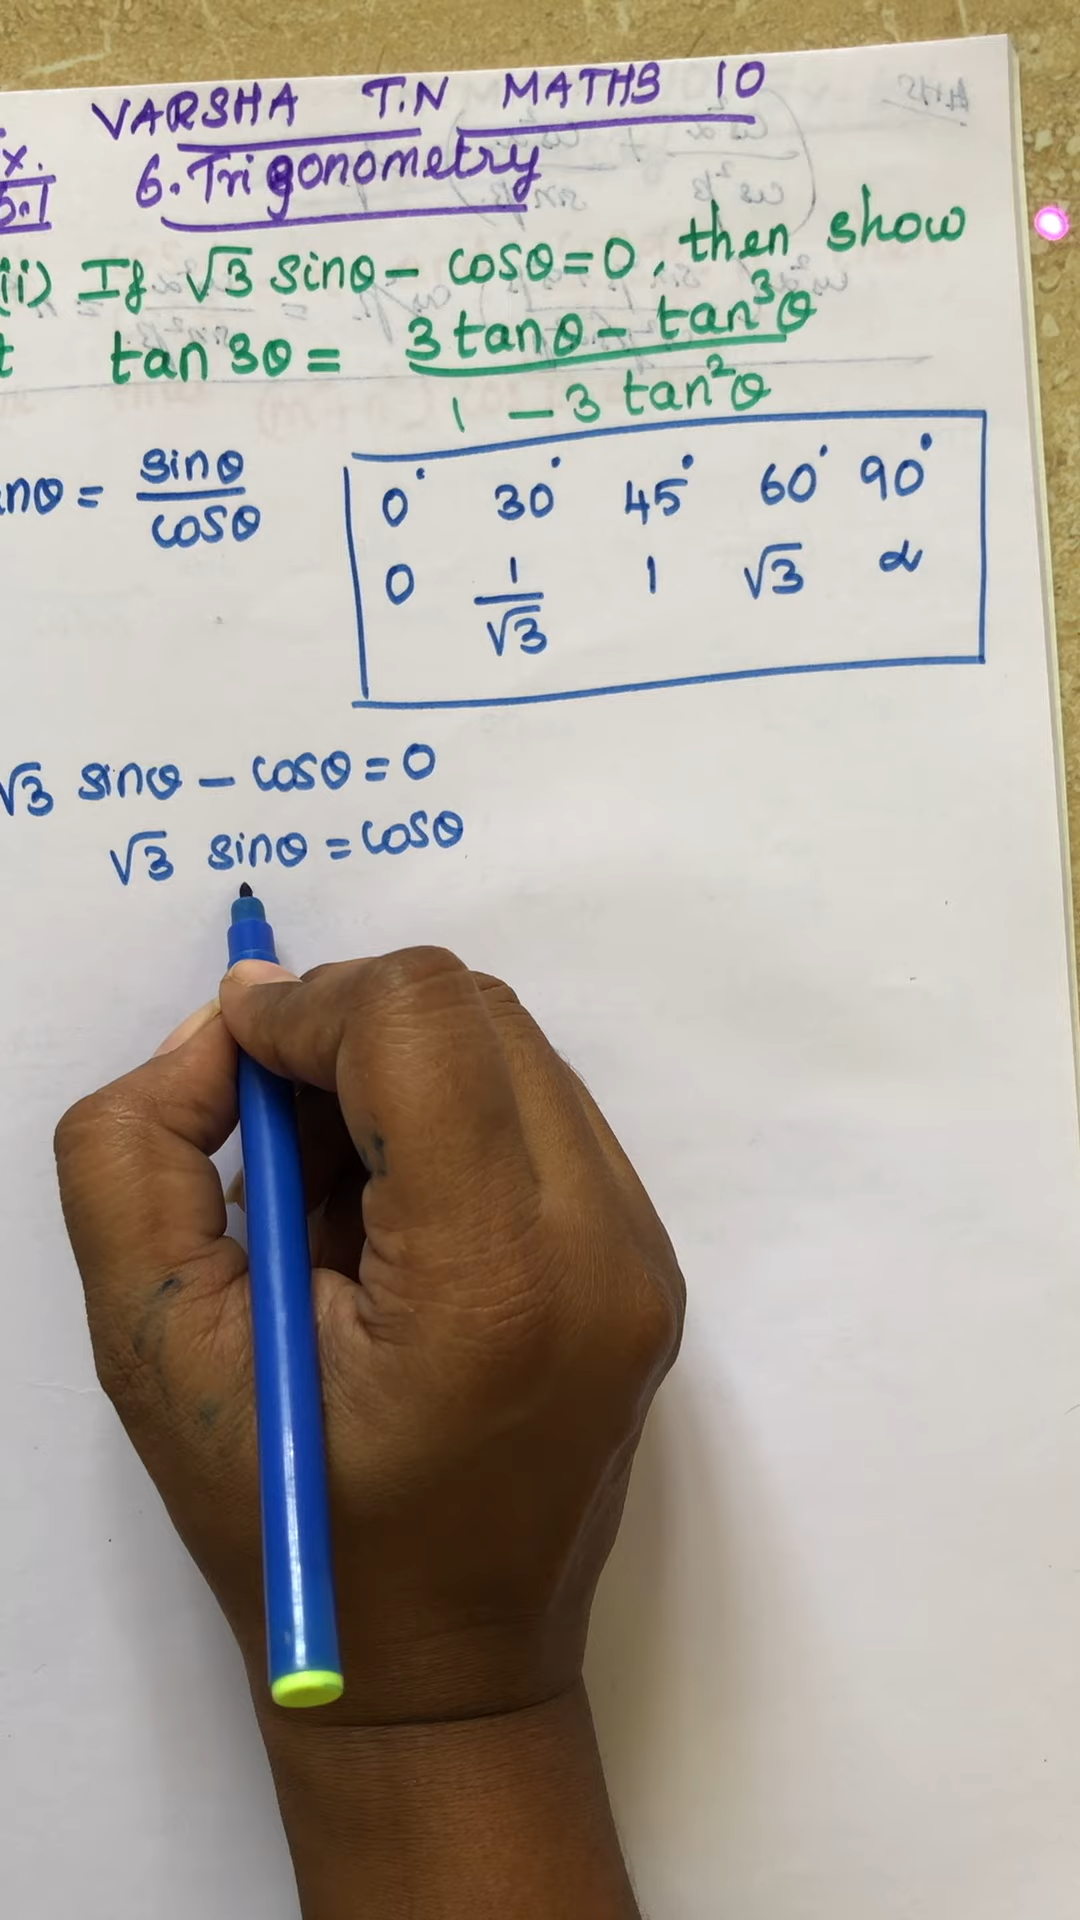 VARSHA T.N MATHS 10
x. 6. Trigonometry
5.1
(ii) If √3 sinθ - cosθ = 0, then show
t tan 3θ = (3 tanθ - tan³θ) / (1 - 3 tan²θ)
nθ = sinθ / cosθ
0° 30° 45° 60° 90°
0 1/√3 1 √3 α
√3 sinθ - cosθ = 0
√3 sinθ = cosθ